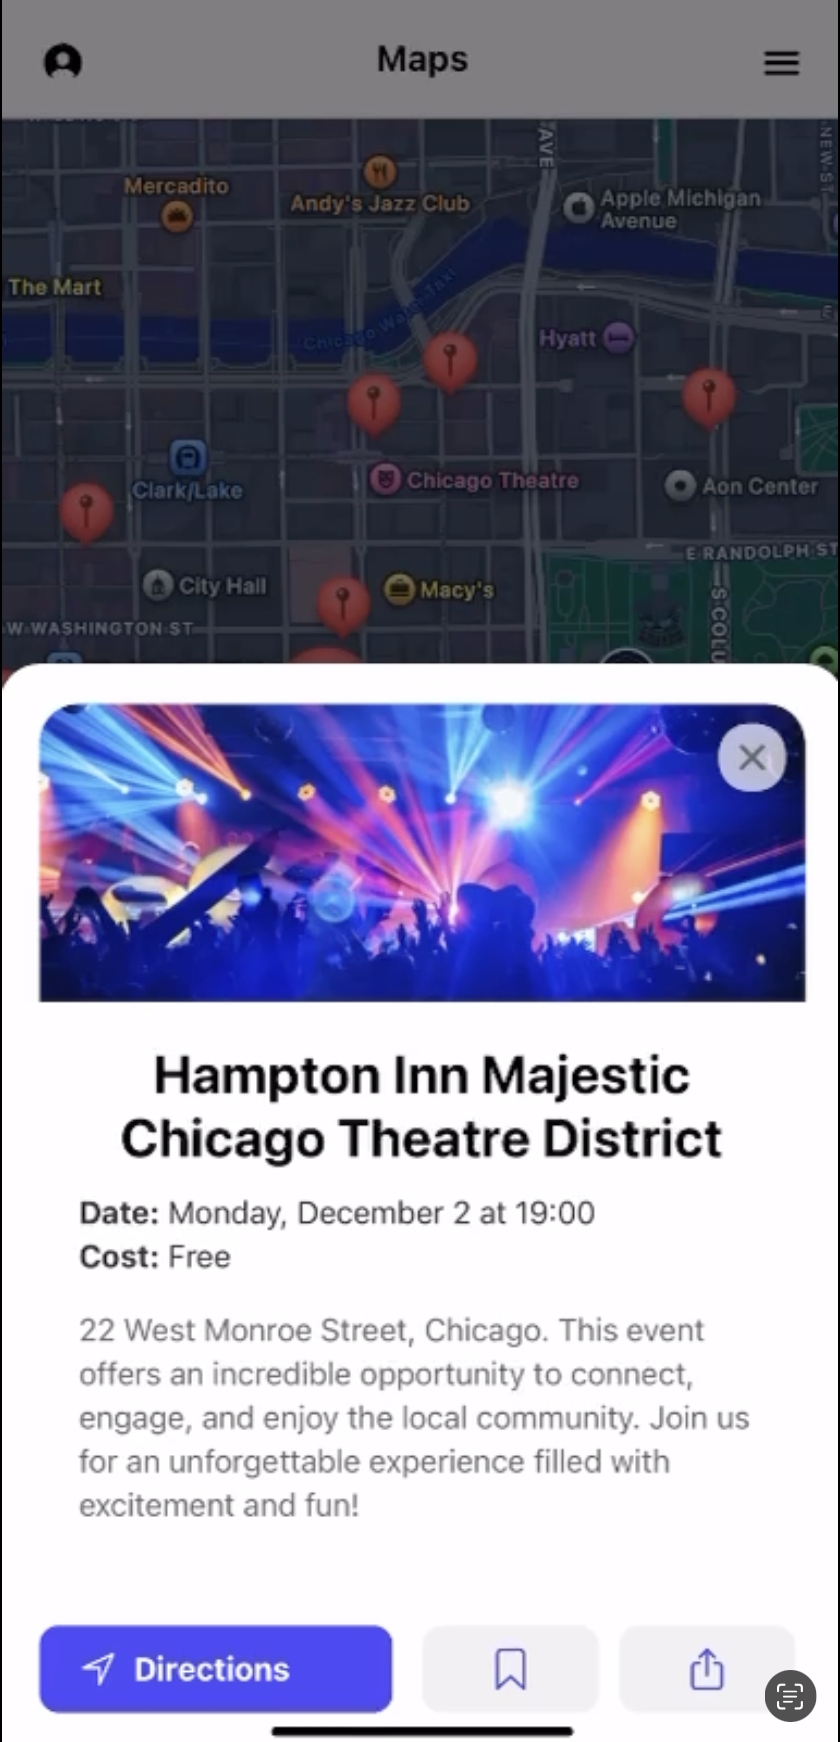 Maps
AVE
NEW ST
Mercadito
Andy's Jazz Club
Apple Michigan
Avenue
The Mart
Chicago Water Taxi
Hyatt
Clark/Lake
Chicago Theatre
Aon Center
E RANDOLPH ST
City Hall
Macy's
W WASHINGTON ST
S COLU
Hampton Inn Majestic
Chicago Theatre District
Date: Monday, December 2 at 19:00
Cost: Free
22 West Monroe Street, Chicago. This event
offers an incredible opportunity to connect,
engage, and enjoy the local community. Join us
for an unforgettable experience filled with
excitement and fun!
Directions